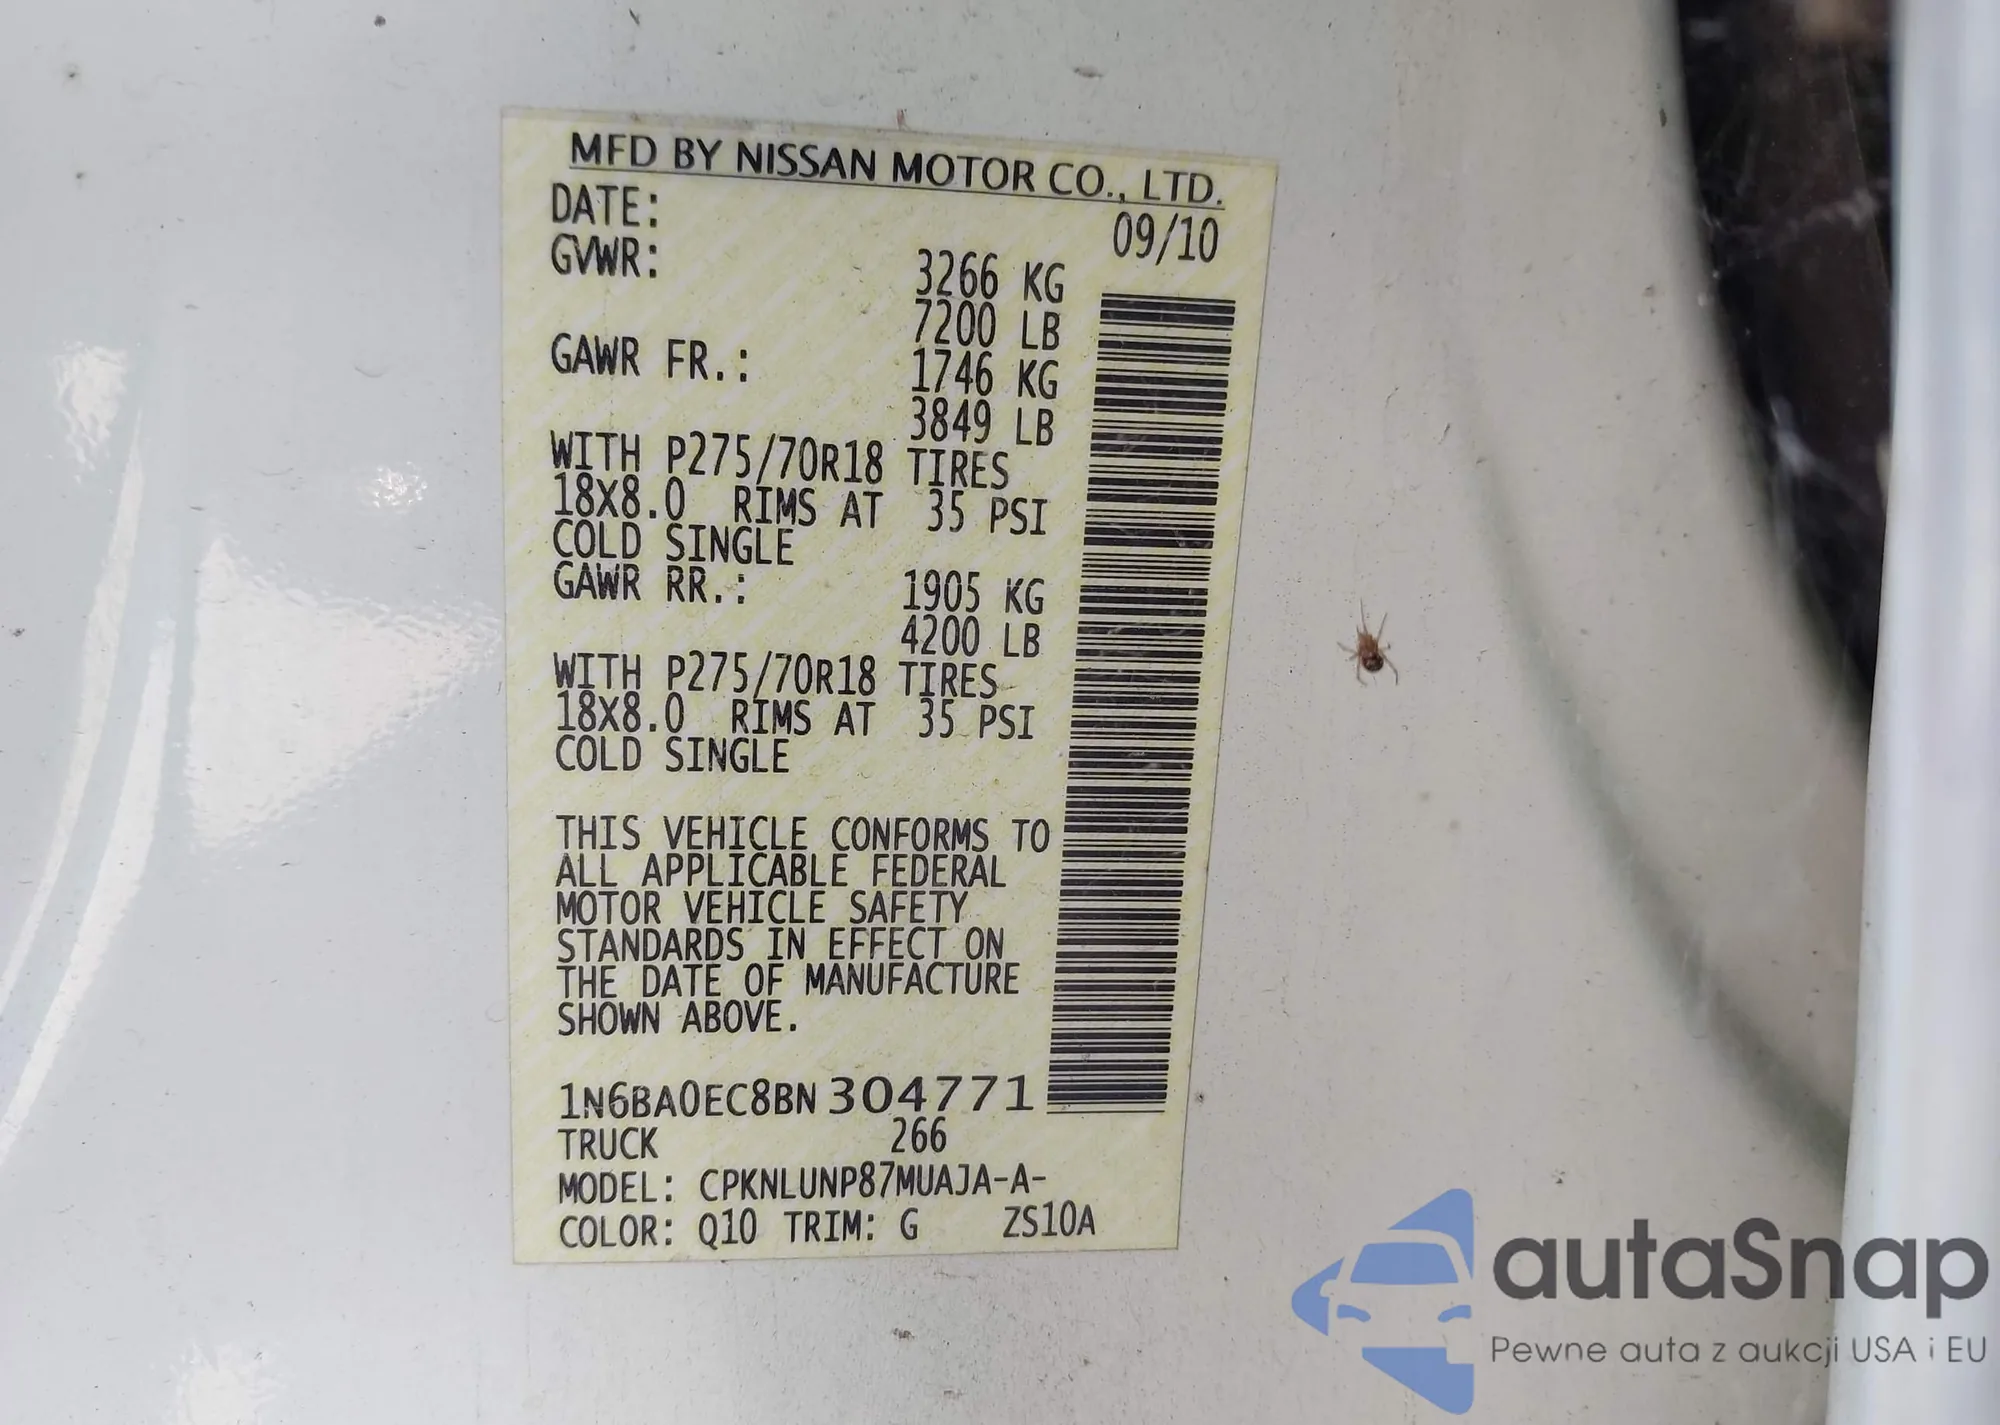 MFD BY NISSAN MOTOR CO., LTD.
DATE: 09/10
GVWR: 3266 KG
7200 LB
GAWR FR.: 1746 KG
3849 LB
WITH P275/70R18 TIRES
18X8.0 RIMS AT 35 PSI
COLD SINGLE
GAWR RR.: 1905 KG
4200 LB
WITH P275/70R18 TIRES
18X8.0 RIMS AT 35 PSI
COLD SINGLE
THIS VEHICLE CONFORMS TO
ALL APPLICABLE FEDERAL
MOTOR VEHICLE SAFETY
STANDARDS IN EFFECT ON
THE DATE OF MANUFACTURE
SHOWN ABOVE.
1N6BA0EC8BN304771
TRUCK 266
MODEL: CPKNLUNP87MUAJA-A-
COLOR: Q10 TRIM: G ZS10A
autaSnap
Pewne auta z aukcji USA i EU